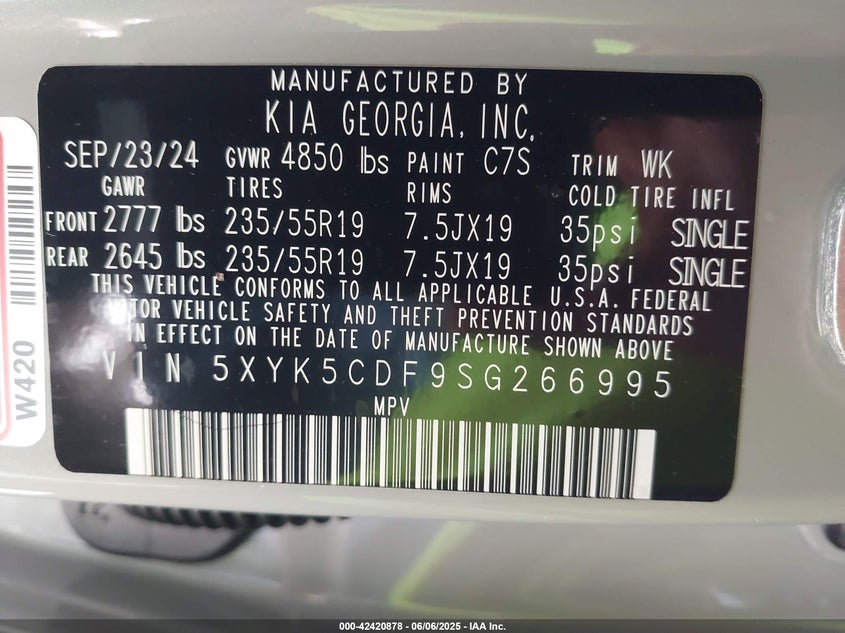 MANUFACTURED BY
KIA GEORGIA, INC.
SEP/23/24 GVWR 4850 lbs PAINT C7S TRIM WK
GAWR TIRES RIMS COLD TIRE INFL
FRONT 2777 lbs 235/55R19 7.5JX19 35psi SINGLE
REAR 2645 lbs 235/55R19 7.5JX19 35psi SINGLE
THIS VEHICLE CONFORMS TO ALL APPLICABLE U.S.A. FEDERAL
MOTOR VEHICLE SAFETY AND THEFT PREVENTION STANDARDS
IN EFFECT ON THE DATE OF MANUFACTURE SHOWN ABOVE
VIN 5XYK5CDF9SG266995
MPV
W420
000-42420878 - 06/06/2025 - IAA Inc.